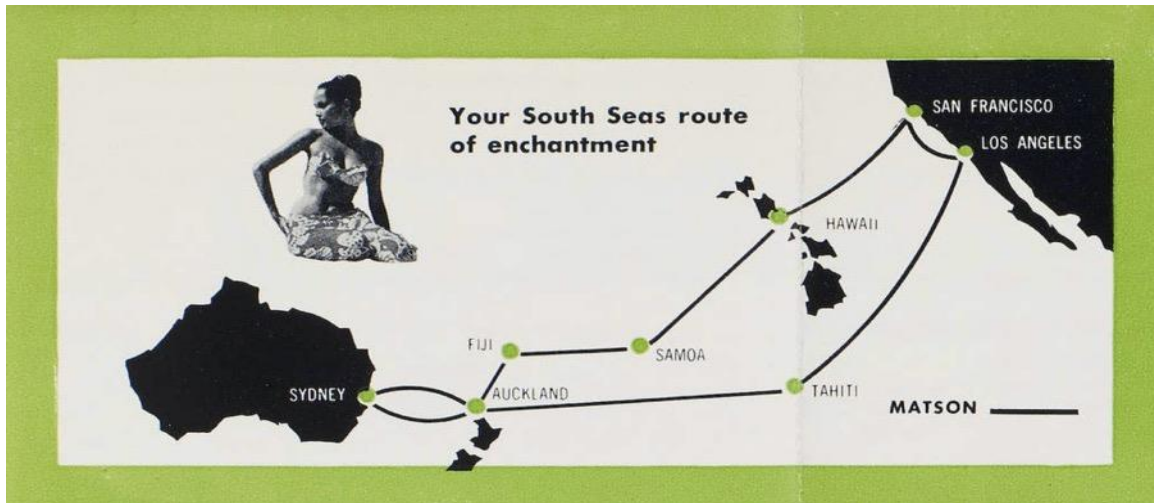 Your South Seas route
of enchantment
SAN FRANCISCO
LOS ANGELES
HAWAII
FIJI
SAMOA
SYDNEY
AUCKLAND
TAHITI
MATSON